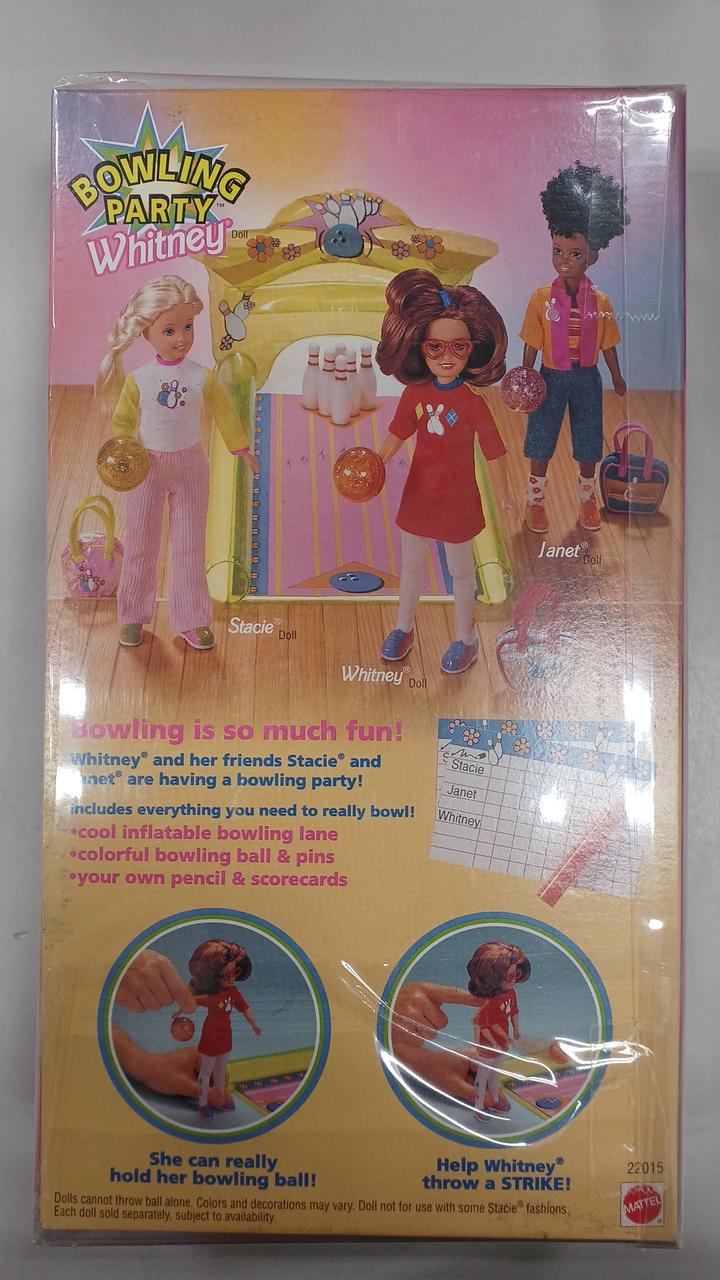 BOWLING
PARTY™
Whitney® Doll
Janet® Doll
Stacie® Doll
Whitney® Doll
Bowling is so much fun!
Whitney® and her friends Stacie® and
Janet® are having a bowling party!
Includes everything you need to really bowl!
•cool inflatable bowling lane
•colorful bowling ball & pins
•your own pencil & scorecards
Stacie
Janet
Whitney
She can really
hold her bowling ball!
Help Whitney®
throw a STRIKE!
22015
MATTEL
Dolls cannot throw ball alone. Colors and decorations may vary. Doll not for use with some Stacie® fashions.
Each doll sold separately, subject to availability.